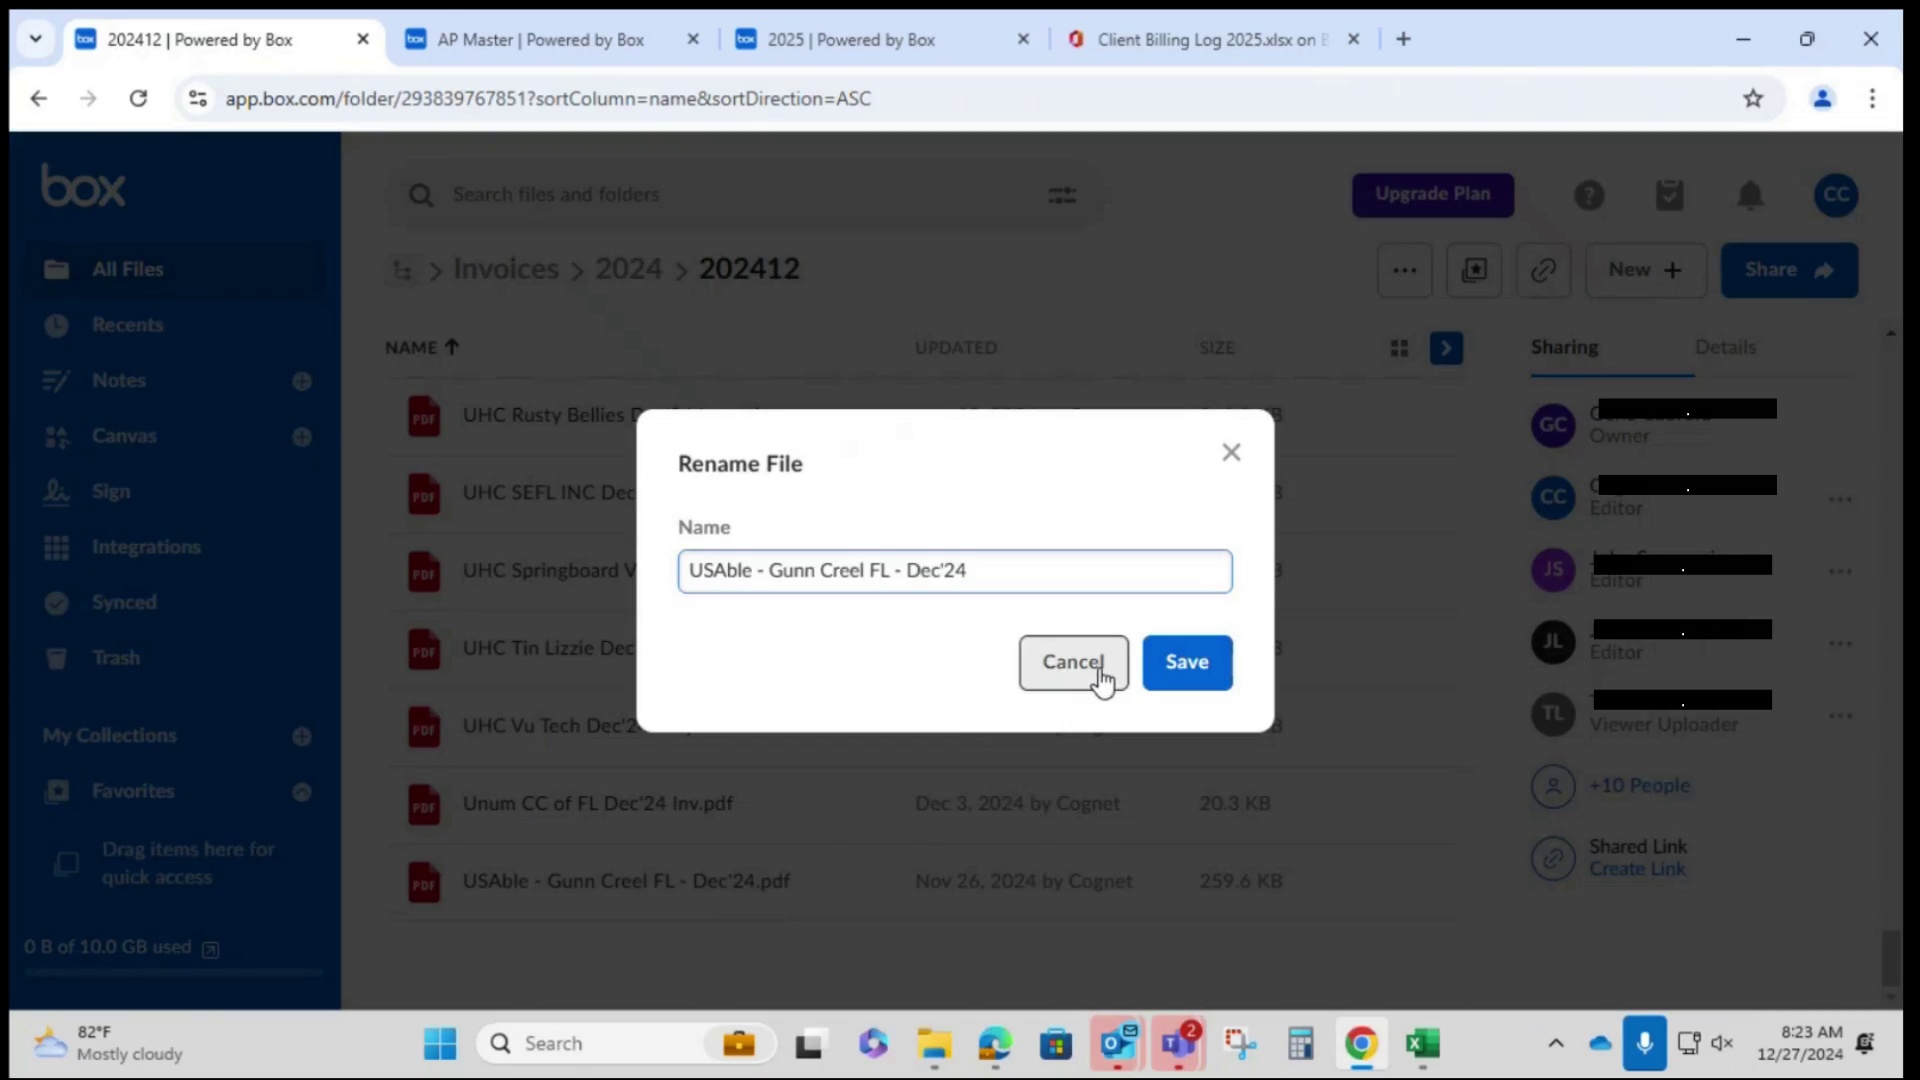 202412 | Powered by Box
AP Master | Powered by Box
2025 | Powered by Box
Client Billing Log 2025.xlsx on
app.box.com/folder/293839767851?sortColumn=name&sortDirection=ASC
box
Search files and folders
Upgrade Plan
CC
All Files
Invoices > 2024 > 202412
New +
Share
Recents
NAME
UPDATED
SIZE
Sharing
Details
Notes
UHC Rusty Bellies
GC
Owner
Canvas
Rename File
Sign
UHC SEFL INC Dec
CC
Editor
Name
Integrations
UHC Springboard
USAble - Gunn Creel FL - Dec'24
JS
Editor
Synced
UHC Tin Lizzie Dec
Cancel
Save
JL
Editor
Trash
UHC Vu Tech Dec'2
TL
Viewer Uploader
My Collections
Favorites
Unum CC of FL Dec'24 Inv.pdf
Dec 3, 2024 by Cognet
20.3 KB
+10 People
Drag items here for
quick access
USAble - Gunn Creel FL - Dec'24.pdf
Nov 26, 2024 by Cognet
259.6 KB
Shared Link
Create Link
0 B of 10.0 GB used
82°F
Mostly cloudy
Search
2
8:23 AM
12/27/2024